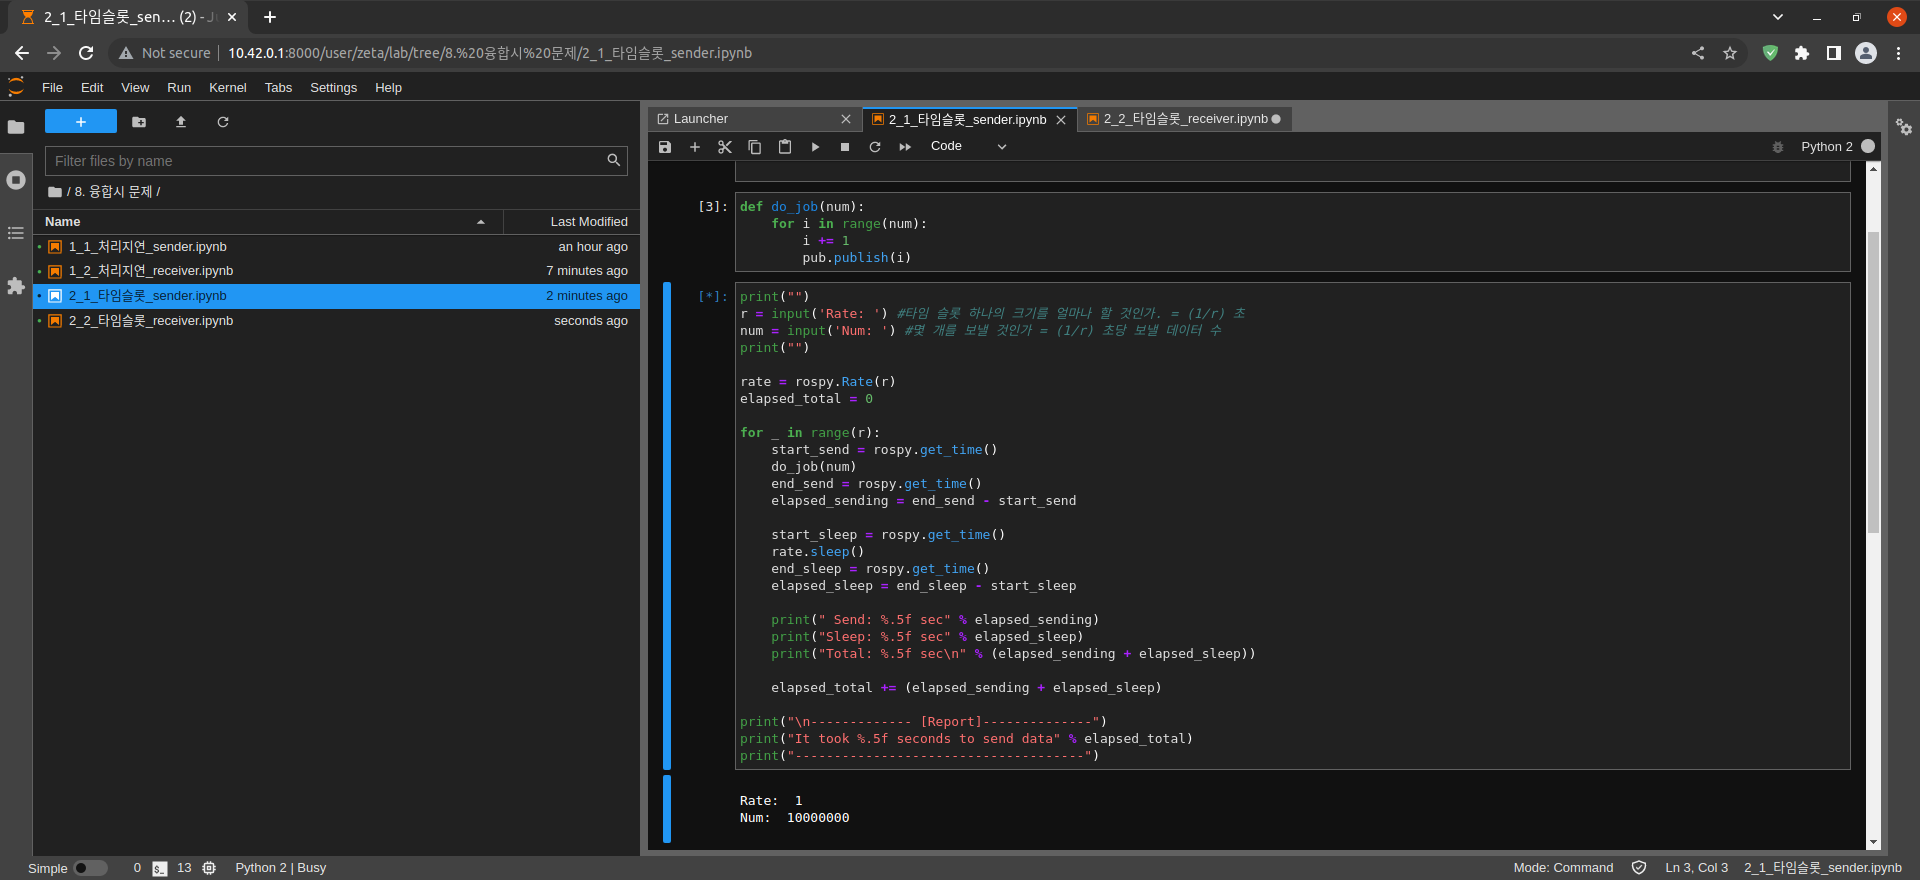 2_1_타임슬롯_sen… (2) - Ju
Not secure
10.42.0.1:8000/user/zeta/lab/tree/8.%20융합시%20문제/2_1_타임슬롯_sender.ipynb
File Edit View Run Kernel Tabs Settings Help
Filter files by name
/ 8. 융합시 문제 /
Name Last Modified
1_1_처리지연_sender.ipynb an hour ago
1_2_처리지연_receiver.ipynb 7 minutes ago
2_1_타임슬롯_sender.ipynb 2 minutes ago
2_2_타임슬롯_receiver.ipynb seconds ago
Launcher
2_1_타임슬롯_sender.ipynb
2_2_타임슬롯_receiver.ipynb
Code
Python 2
[3]:
def do_job(num):
    for i in range(num):
        i += 1
        pub.publish(i)
[*]:
print("")
r = input('Rate: ') #타임 슬롯 하나의 크기를 얼마나 할 것인가. = (1/r) 초
num = input('Num: ') #몇 개를 보낼 것인가 = (1/r) 초당 보낼 데이터 수
print("")
rate = rospy.Rate(r)
elapsed_total = 0
for _ in range(r):
    start_send = rospy.get_time()
    do_job(num)
    end_send = rospy.get_time()
    elapsed_sending = end_send - start_send
    start_sleep = rospy.get_time()
    rate.sleep()
    end_sleep = rospy.get_time()
    elapsed_sleep = end_sleep - start_sleep
    print(" Send: %.5f sec" % elapsed_sending)
    print("Sleep: %.5f sec" % elapsed_sleep)
    print("Total: %.5f sec\n" % (elapsed_sending + elapsed_sleep))
    elapsed_total += (elapsed_sending + elapsed_sleep)
print("\n------------- [Report]--------------")
print("It took %.5f seconds to send data" % elapsed_total)
print("-------------------------------------")
Rate:  1
Num:  10000000
Simple
0
$_
13
Python 2 | Busy
Mode: Command
Ln 3, Col 3
2_1_타임슬롯_sender.ipynb